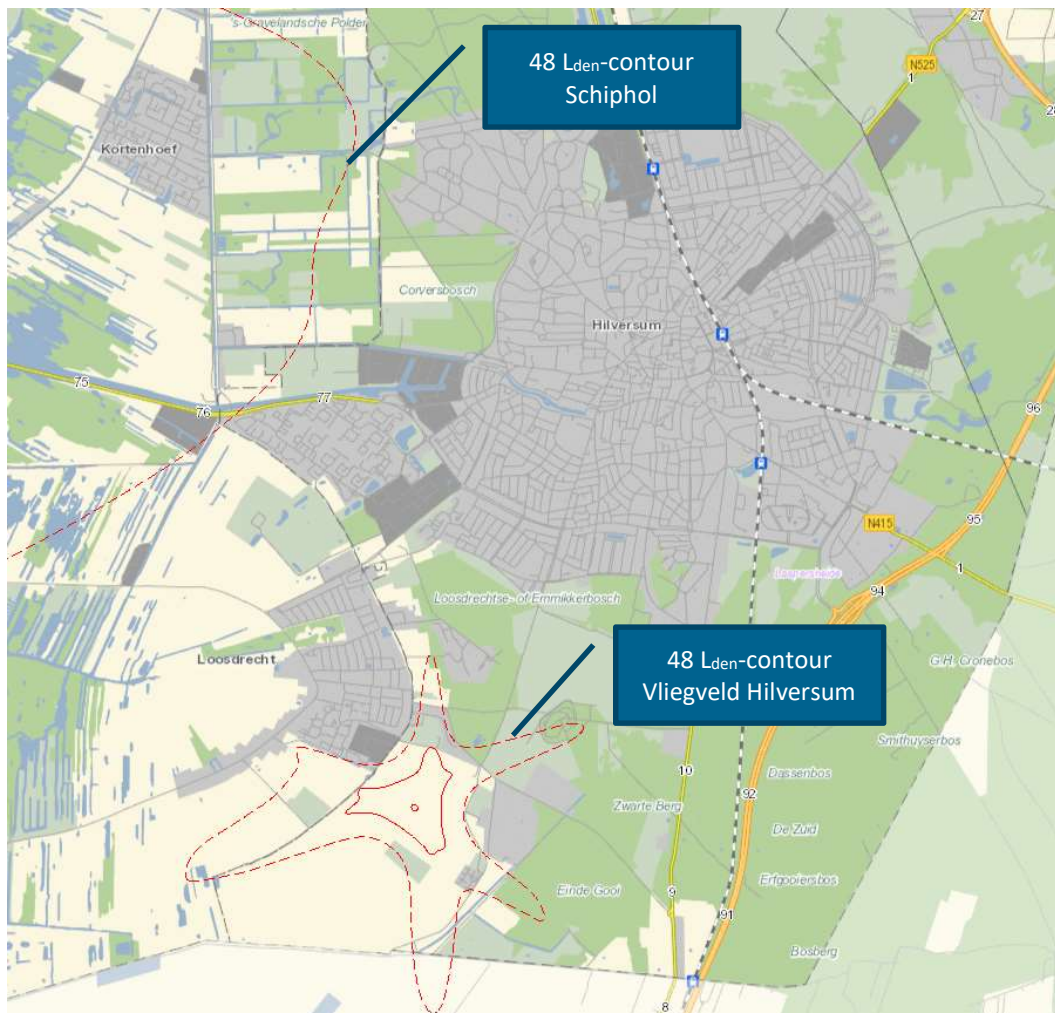 's-Gravelandsche Polder
27
48 Lden-contour
Schiphol
N525
1
28
Kortenhoef
Corversbosch
Hilversum
75
76
77
96
N415
95
1
94
Loosdrechtse- of Emmikkerbosch
Loosdrecht
48 Lden-contour
Vliegveld Hilversum
G.H. Cronebos
Smithuyserbos
10
Dassenbos
92
Zwarte Berg
De Zuid
Erfgooiersbos
9
Einde Gooi
91
Bosberg
8